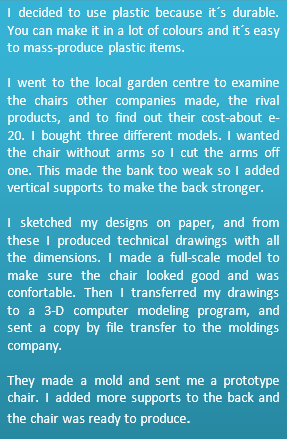 I decided to use plastic because it´s durable.
You can make it in a lot of colours and it´s easy
to mass-produce plastic items.
I went to the local garden centre to examine
the chairs other companies made, the rival
products, and to find out their cost-about e-
20. I bought three different models. I wanted
the chair without arms so I cut the arms off
one. This made the bank too weak so I added
vertical supports to make the back stronger.
I sketched my designs on paper, and from
these I produced technical drawings with all
the dimensions. I made a full-scale model to
make sure the chair looked good and was
confortable. Then I transferred my drawings
to a 3-D computer modeling program, and
sent a copy by file transfer to the moldings
company.
They made a mold and sent me a prototype
chair. I added more supports to the back and
the chair was ready to produce.